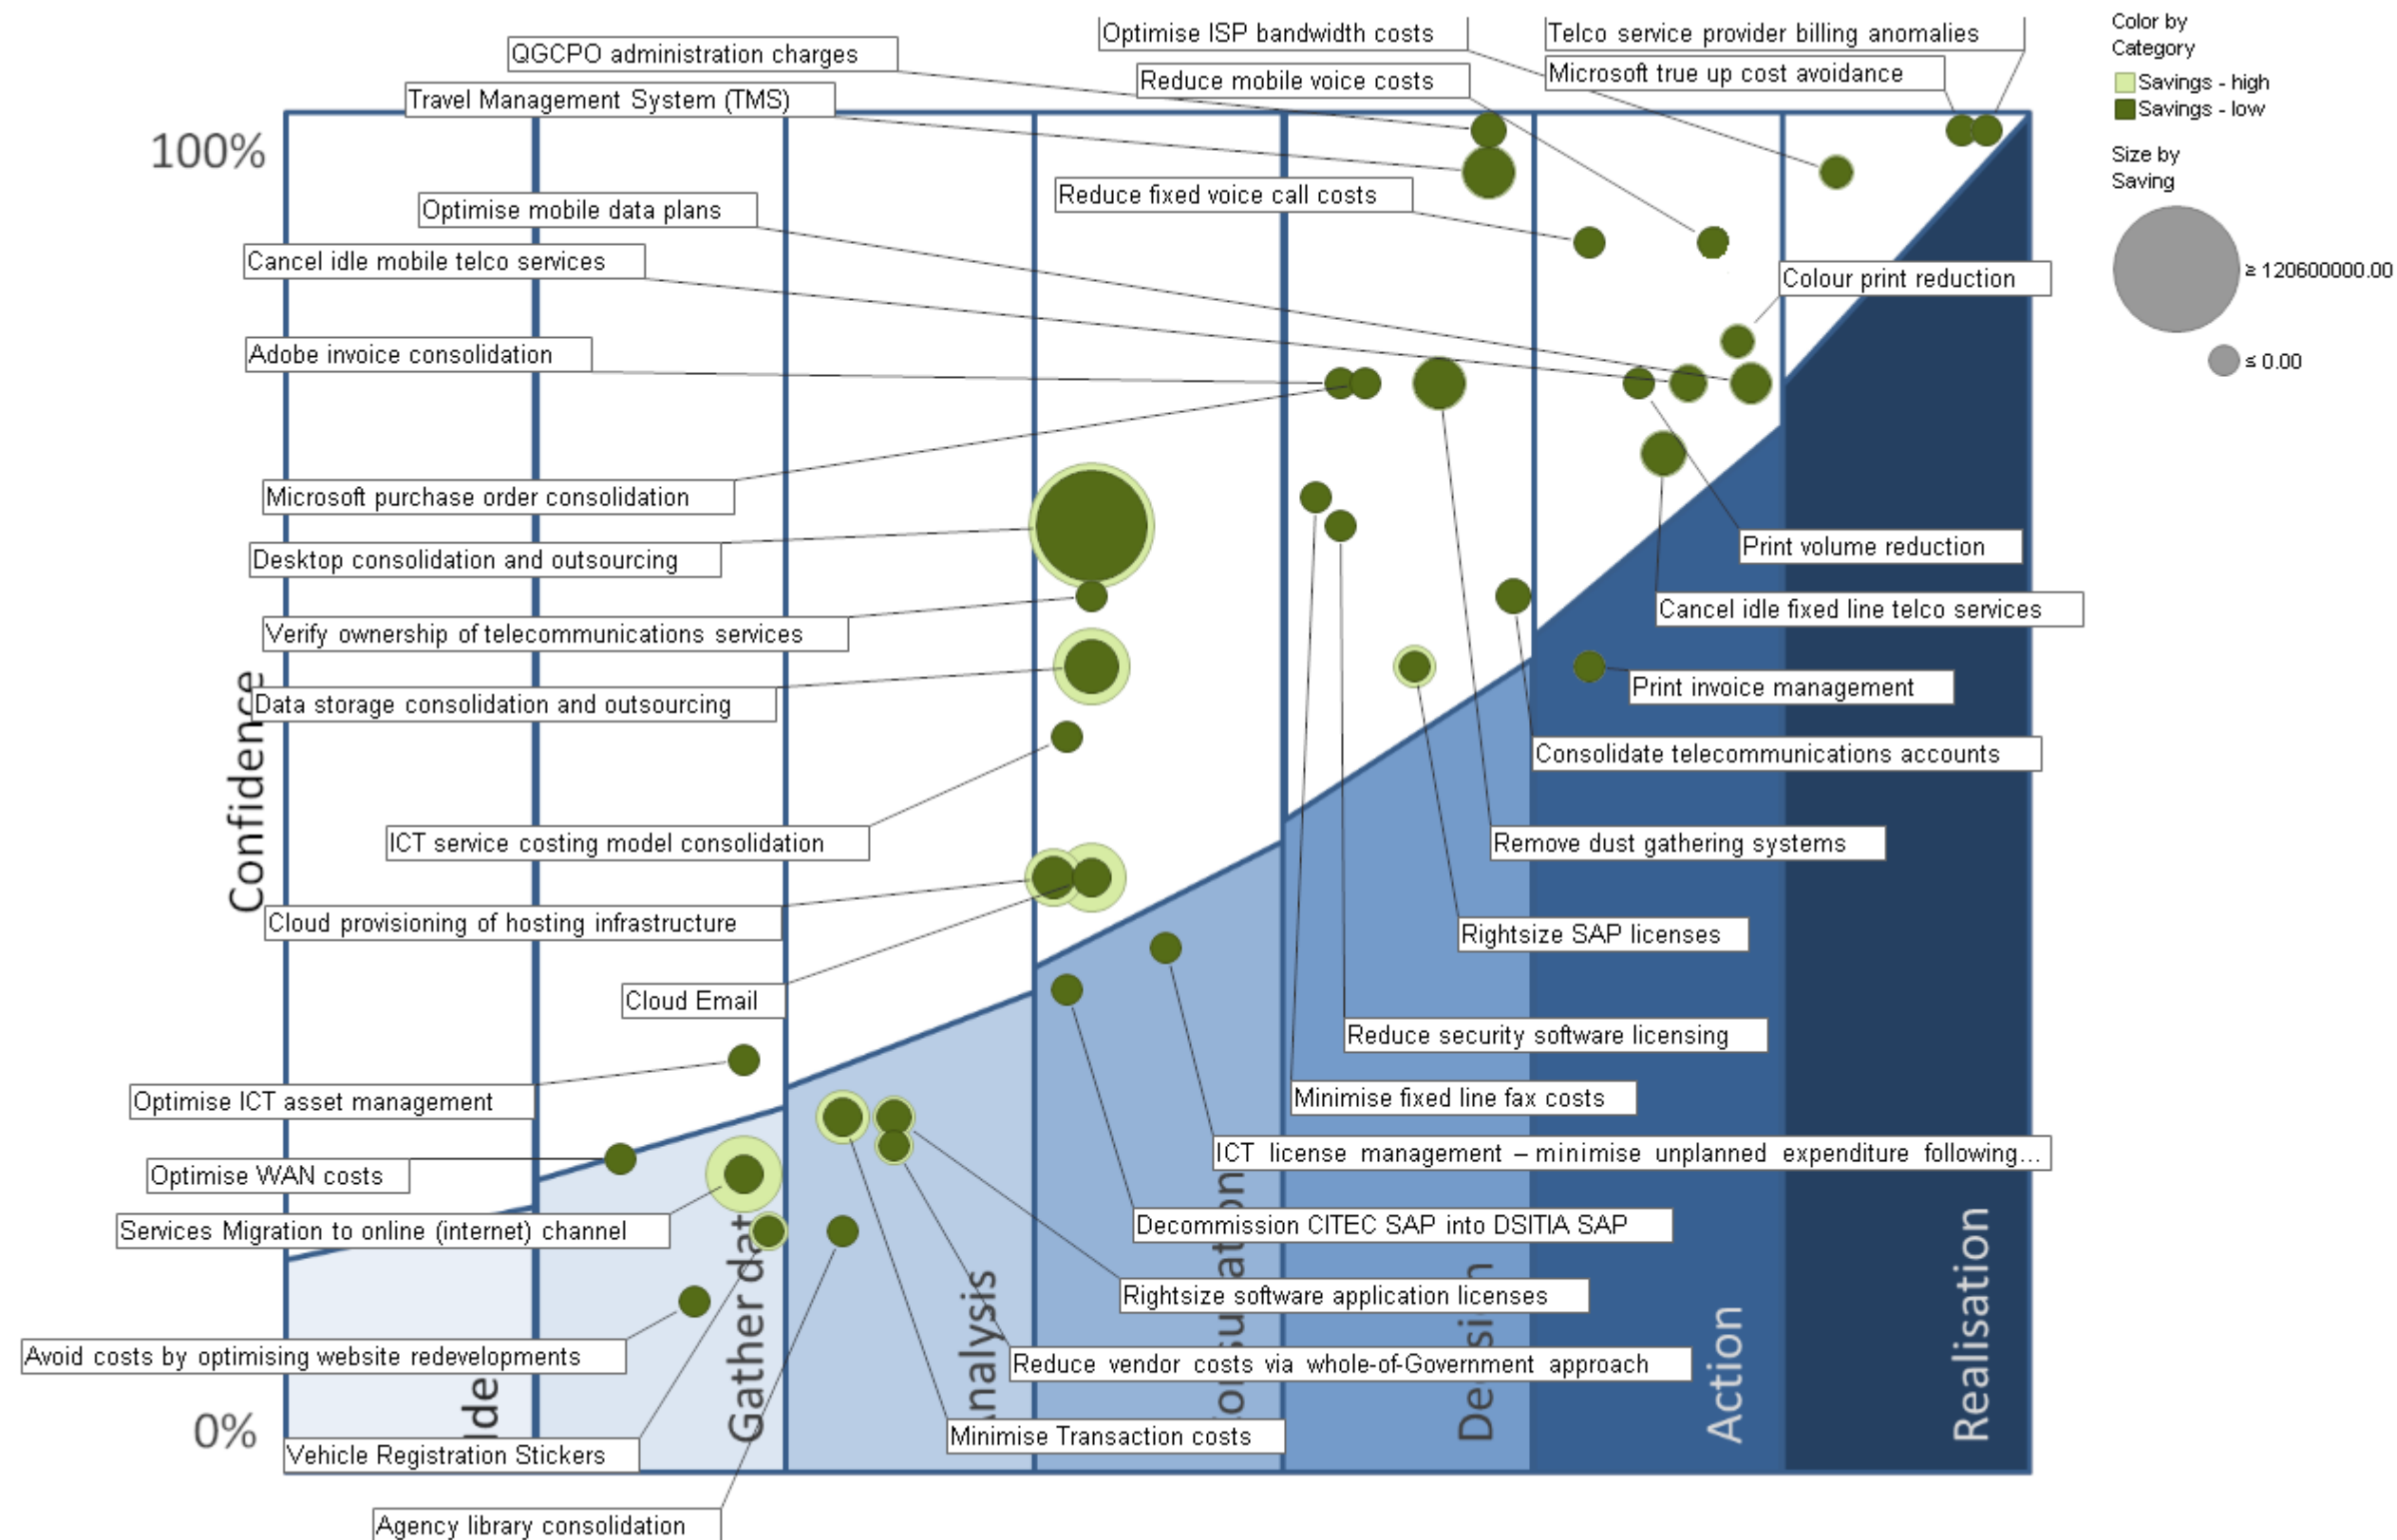 Optimise ISP bandwidth costs
Telco service provider billing anomalies
QGCPO administration charges
Reduce mobile voice costs
Microsoft true up cost avoidance
Travel Management System (TMS)
100%
Optimise mobile data plans
Reduce fixed voice call costs
Cancel idle mobile telco services
Colour print reduction
Adobe invoice consolidation
Microsoft purchase order consolidation
Desktop consolidation and outsourcing
Print volume reduction
Verify ownership of telecommunications services
Cancel idle fixed line telco services
Data storage consolidation and outsourcing
Print invoice management
Confidence
Consolidate telecommunications accounts
ICT service costing model consolidation
Remove dust gathering systems
Cloud provisioning of hosting infrastructure
Rightsize SAP licenses
Cloud Email
Reduce security software licensing
Optimise ICT asset management
Minimise fixed line fax costs
ICT license management – minimise unplanned expenditure following...
Optimise WAN costs
Services Migration to online (internet) channel
Decommission CITEC SAP into DSITIA SAP
Rightsize software application licenses
Avoid costs by optimising website redevelopments
Reduce vendor costs via whole-of-Government approach
Minimise Transaction costs
0%
Vehicle Registration Stickers
Agency library consolidation
Gather
Action
Realisation
Color by
Category
Savings - high
Savings - low
Size by
Saving
≥ 120600000.00
≤ 0.00